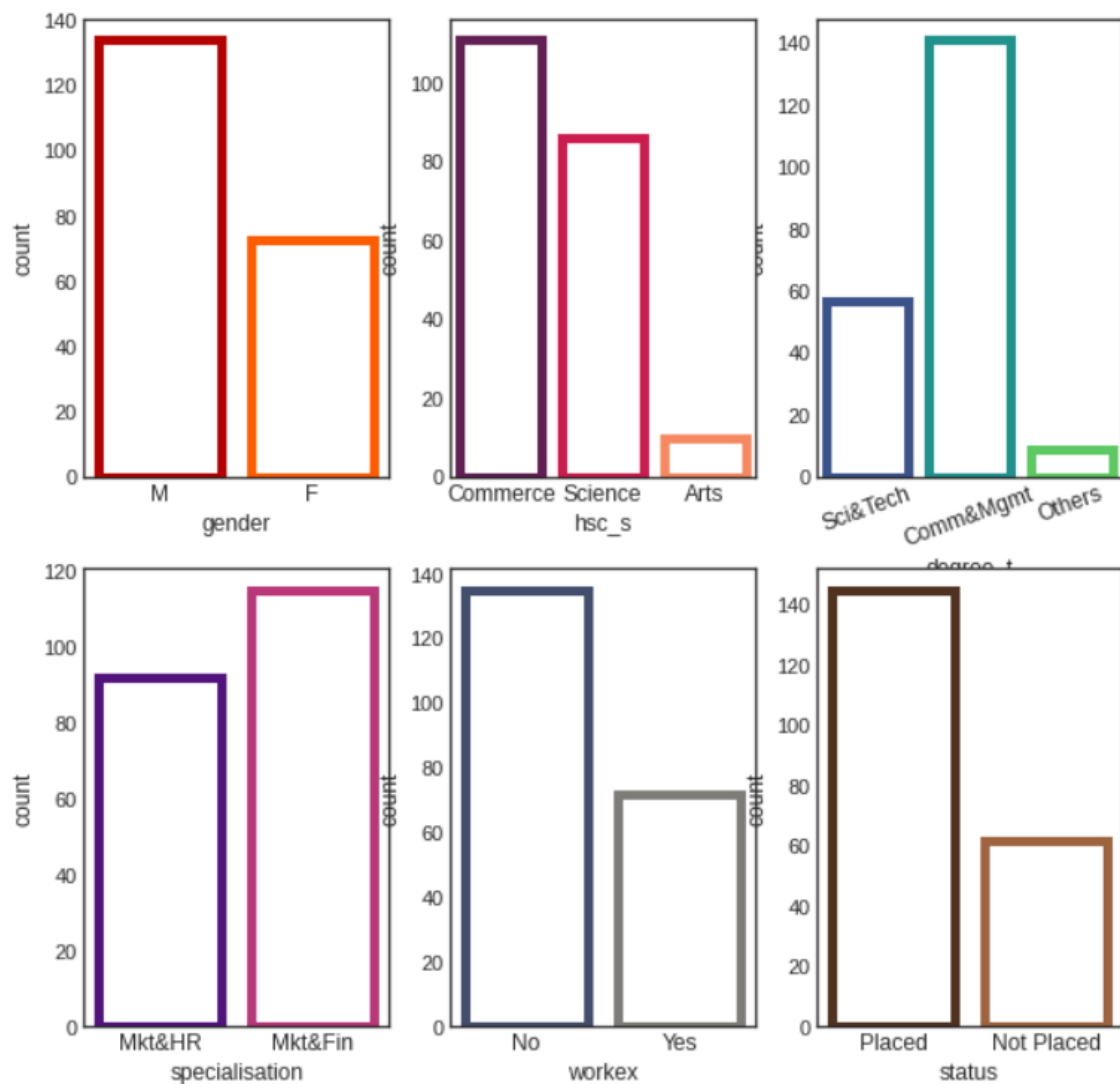 140
120
100
80
60
40
20
0
count
M F
gender
100
80
60
40
20
0
count
Commerce Science Arts
hsc_s
140
120
100
80
60
40
20
0
Sci&Tech Comm&Mgmt Others
120
100
80
60
40
20
0
count
Mkt&HR Mkt&Fin
specialisation
140
120
100
80
60
40
20
0
count
No Yes
workex
140
120
100
80
60
40
20
0
count
Placed Not Placed
status